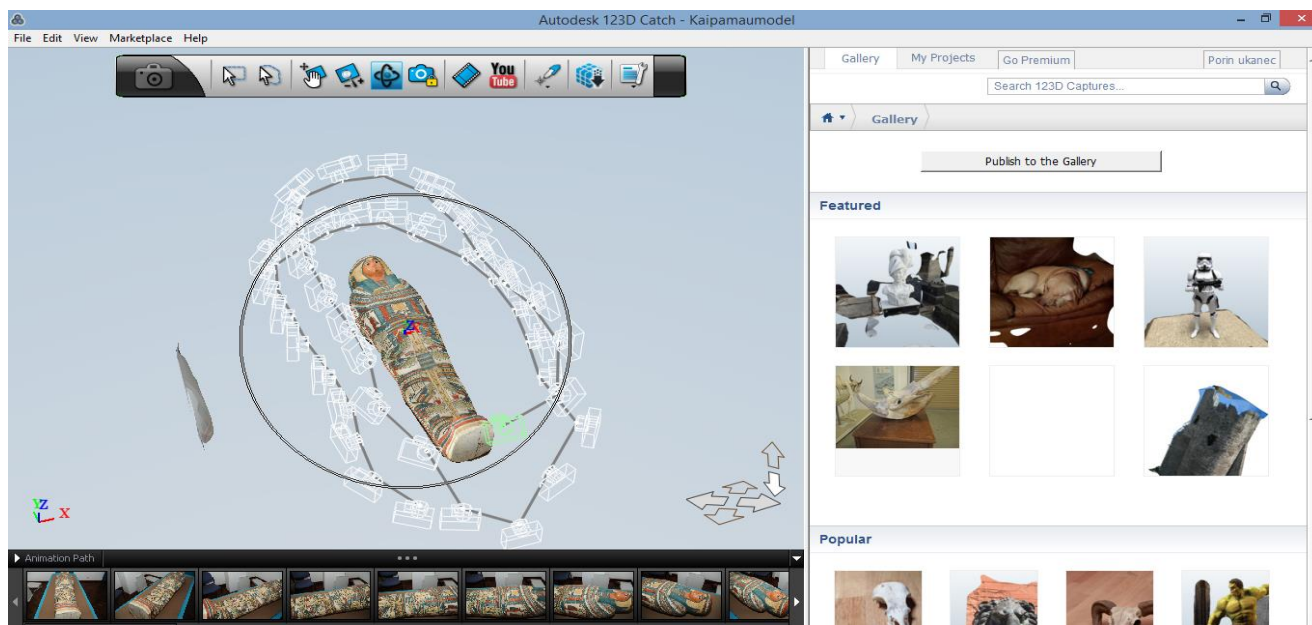 Autodesk 123D Catch - Kaipamaumodel
File Edit View Marketplace Help
You
Tube
Gallery My Projects Go Premium Porin ukanec
Search 123D Captures...
Gallery
Publish to the Gallery
Featured
Z
YZ
X
Animation Path
Popular